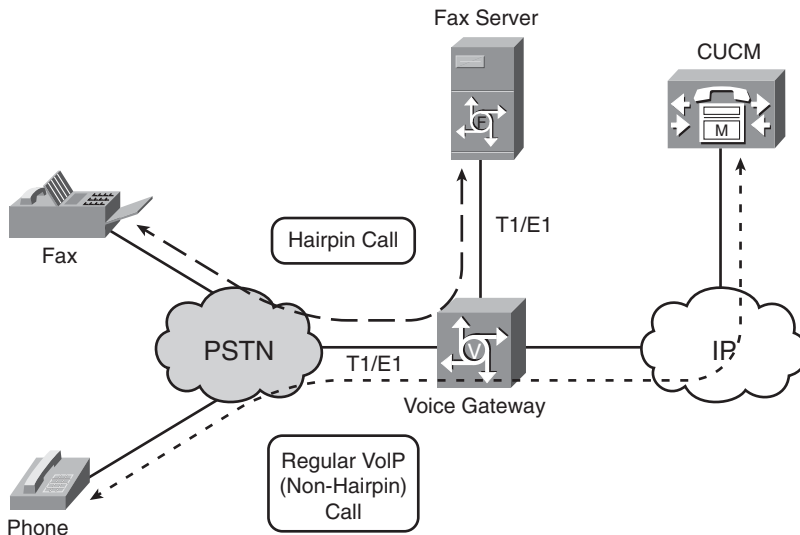 Fax Server
CUCM
F
M
Fax
Hairpin Call
T1/E1
PSTN
T1/E1
V
IP
Voice Gateway
Regular VoIP
(Non-Hairpin)
Call
Phone